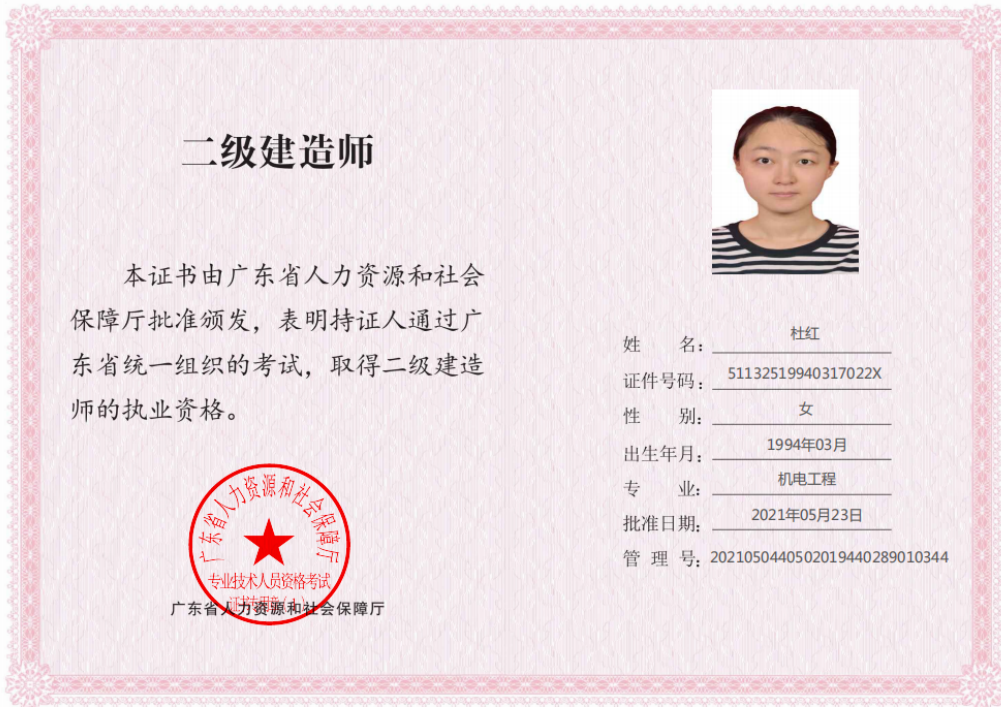 二级建造师
本证书由广东省人力资源和社会
保障厅批准颁发，表明持证人通过广
东省统一组织的考试，取得二级建造
师的执业资格。
广东省人力资源和社会保障厅
专业技术人员资格考试
广东省人力资源和社会保障厅
姓 名：杜红
证件号码：51132519940317022X
性 别：女
出生年月：1994年03月
专 业：机电工程
批准日期：2021年05月23日
管 理 号：2021050440502019440289010344